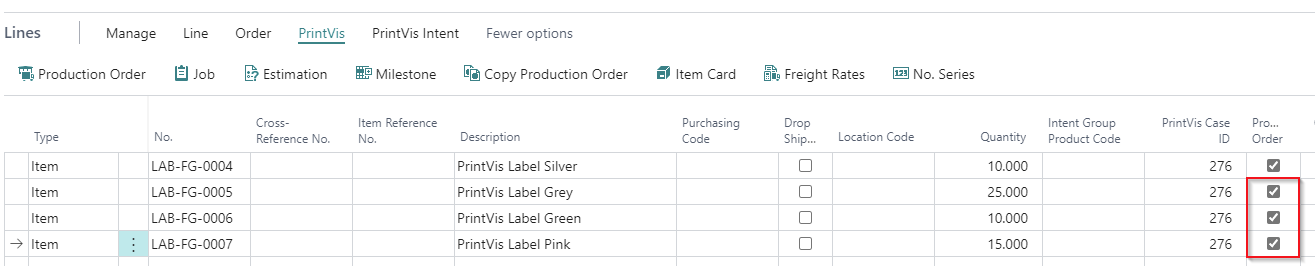 Lines Manage Line Order PrintVis PrintVis Intent Fewer options
Production Order Job Estimation Milestone Copy Production Order Item Card Freight Rates 123 No. Series
Type No. Cross-Reference No. Item Reference No. Description Purchasing Code Drop Ship... Location Code Quantity Intent Group Product Code PrintVis Case ID Pro... Order
Item LAB-FG-0004 PrintVis Label Silver 10.000 276
Item LAB-FG-0005 PrintVis Label Grey 25.000 276
Item LAB-FG-0006 PrintVis Label Green 10.000 276
Item LAB-FG-0007 PrintVis Label Pink 15.000 276